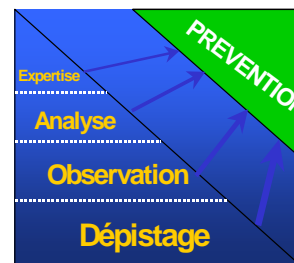 PREVENTIO
Expertise
Analyse
Observation
Dépistage